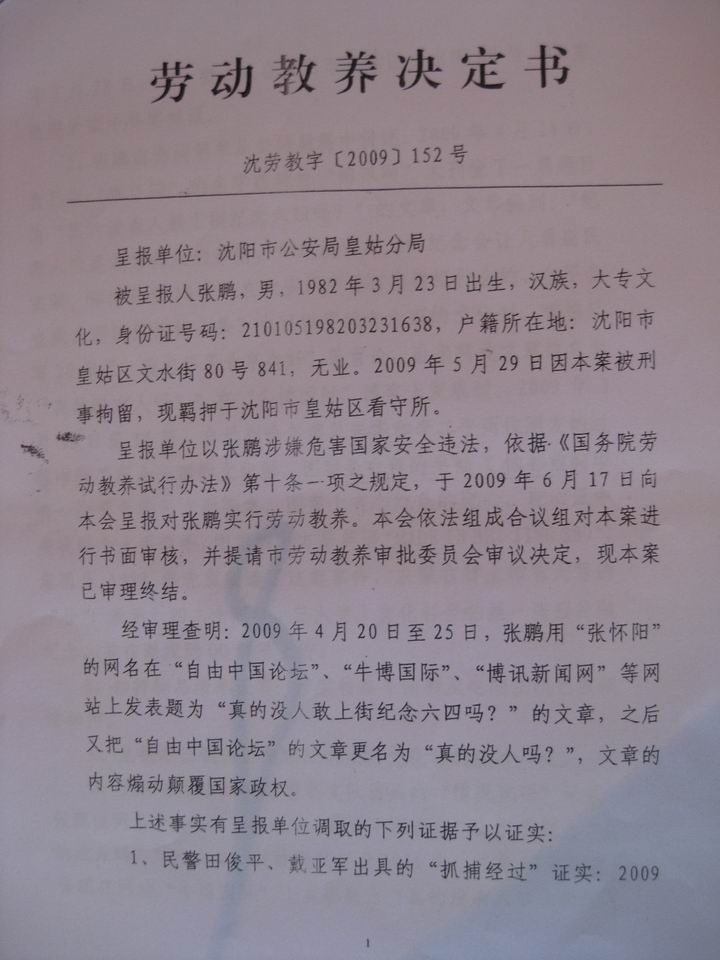 劳动教养决定书
沈劳教字〔2009〕152号
呈报单位：沈阳市公安局皇姑分局
被呈报人张鹏，男，1982年3月23日出生，汉族，大专文
化，身份证号码：210105198203231638，户籍所在地：沈阳市
皇姑区文水街80号841，无业。2009年5月29日因本案被刑
事拘留，现羁押于沈阳市皇姑区看守所。
呈报单位以张鹏涉嫌危害国家安全违法，依据《国务院劳
动教养试行办法》第十条一项之规定，于2009年6月17日向
本会呈报对张鹏实行劳动教养。本会依法组成合议组对本案进
行书面审核，并提请市劳动教养审批委员会审议决定，现本案
已审理终结。
经审理查明：2009年4月20日至25日，张鹏用“张怀阳”
的网名在“自由中国论坛”、“牛博国际”、“博讯新闻网”等网
站上发表题为“真的没人敢上街纪念六四吗？”的文章，之后
又把“自由中国论坛”的文章更名为“真的没人吗？”，文章的
内容煽动颠覆国家政权。
上述事实有呈报单位调取的下列证据予以证实：
1、民警田俊平、戴亚军出具的“抓捕经过”证实：2009
1